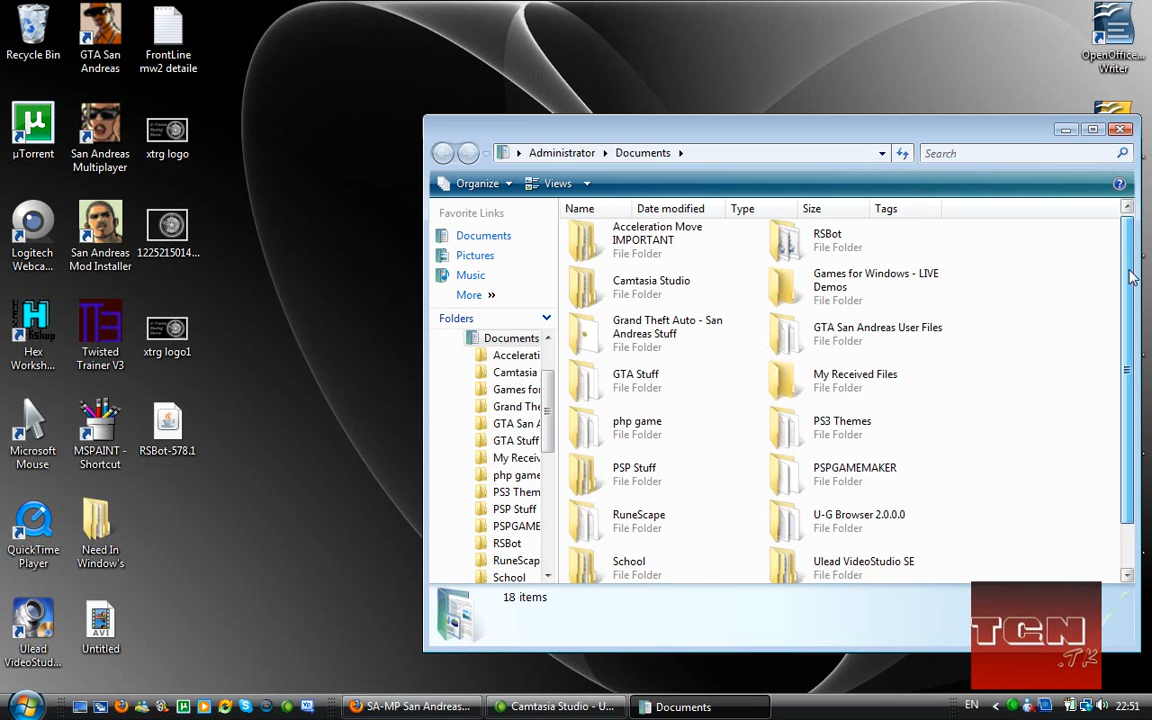 Recycle Bin
GTA San
Andreas
FrontLine
mw2 detaile
OpenOffice...
Writer
µTorrent
San Andreas
Multiplayer
xtrg logo
Logitech
Webca...
San Andreas
Mod Installer
1225215014...
Hex
Worksh...
Twisted
Trainer V3
xtrg logo1
Microsoft
Mouse
MSPAINT -
Shortcut
RSBot-578.1
QuickTime
Player
Need In
Window's
Ulead
VideoStud...
AVI
Untitled
Administrator
Documents
Search
Organize
Views
Favorite Links
Documents
Pictures
Music
More »
Folders
Documents
Accelerati
Camtasia
Games for
Grand The
GTA San A
GTA Stuff
My Receiv
php game
PS3 Them
PSP Stuff
PSPGAME
RSBot
RuneScap
School
Name
Date modified
Type
Size
Tags
Acceleration Move
IMPORTANT
File Folder
RSBot
File Folder
Camtasia Studio
File Folder
Games for Windows - LIVE
Demos
File Folder
Grand Theft Auto - San
Andreas Stuff
File Folder
GTA San Andreas User Files
File Folder
GTA Stuff
File Folder
My Received Files
File Folder
php game
File Folder
PS3 Themes
File Folder
PSP Stuff
File Folder
PSPGAMEMAKER
File Folder
RuneScape
File Folder
U-G Browser 2.0.0.0
File Folder
School
File Folder
Ulead VideoStudio SE
File Folder
18 items
TCN
.TK
SA-MP San Andreas...
Camtasia Studio - U...
Documents
EN
22:51